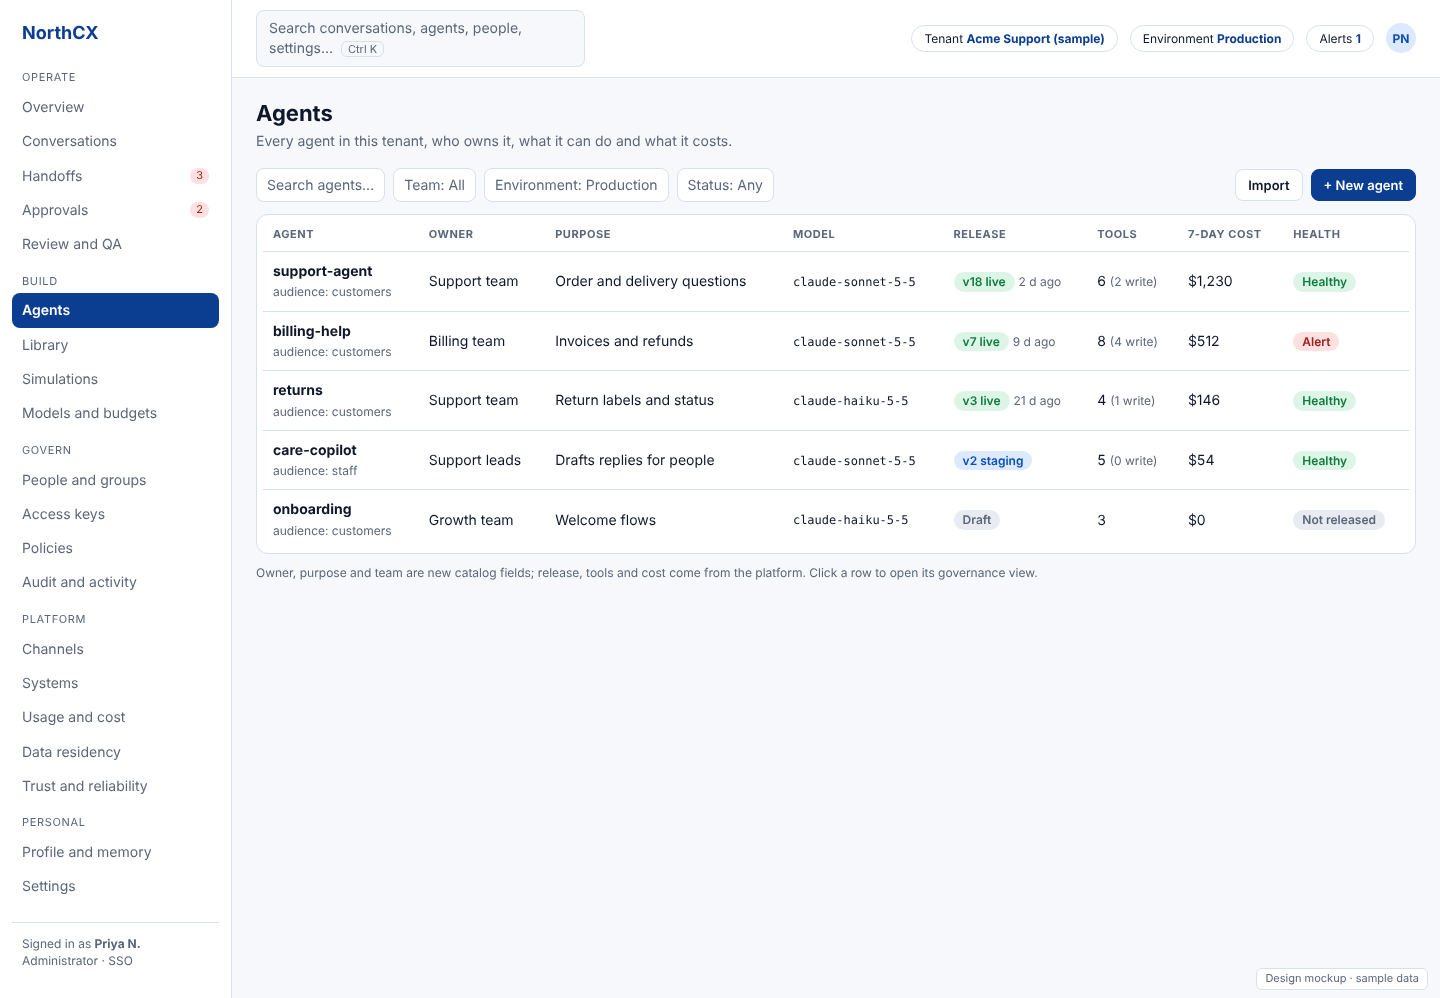 NorthCX
OPERATE
Overview
Conversations
Handoffs 3
Approvals 2
Review and QA
BUILD
Agents
Library
Simulations
Models and budgets
GOVERN
People and groups
Access keys
Policies
Audit and activity
PLATFORM
Channels
Systems
Usage and cost
Data residency
Trust and reliability
PERSONAL
Profile and memory
Settings
Signed in as Priya N.
Administrator · SSO
Search conversations, agents, people,
settings... Ctrl K
Tenant Acme Support (sample) Environment Production Alerts 1 PN
Agents
Every agent in this tenant, who owns it, what it can do and what it costs.
Search agents... Team: All Environment: Production Status: Any Import + New agent
AGENT OWNER PURPOSE MODEL RELEASE TOOLS 7-DAY COST HEALTH
support-agent
audience: customers
Support team Order and delivery questions claude-sonnet-5-5 v18 live 2 d ago 6 (2 write) $1,230 Healthy
billing-help
audience: customers
Billing team Invoices and refunds claude-sonnet-5-5 v7 live 9 d ago 8 (4 write) $512 Alert
returns
audience: customers
Support team Return labels and status claude-haiku-5-5 v3 live 21 d ago 4 (1 write) $146 Healthy
care-copilot
audience: staff
Support leads Drafts replies for people claude-sonnet-5-5 v2 staging 5 (0 write) $54 Healthy
onboarding
audience: customers
Growth team Welcome flows claude-haiku-5-5 Draft 3 $0 Not released
Owner, purpose and team are new catalog fields; release, tools and cost come from the platform. Click a row to open its governance view.
Design mockup · sample data